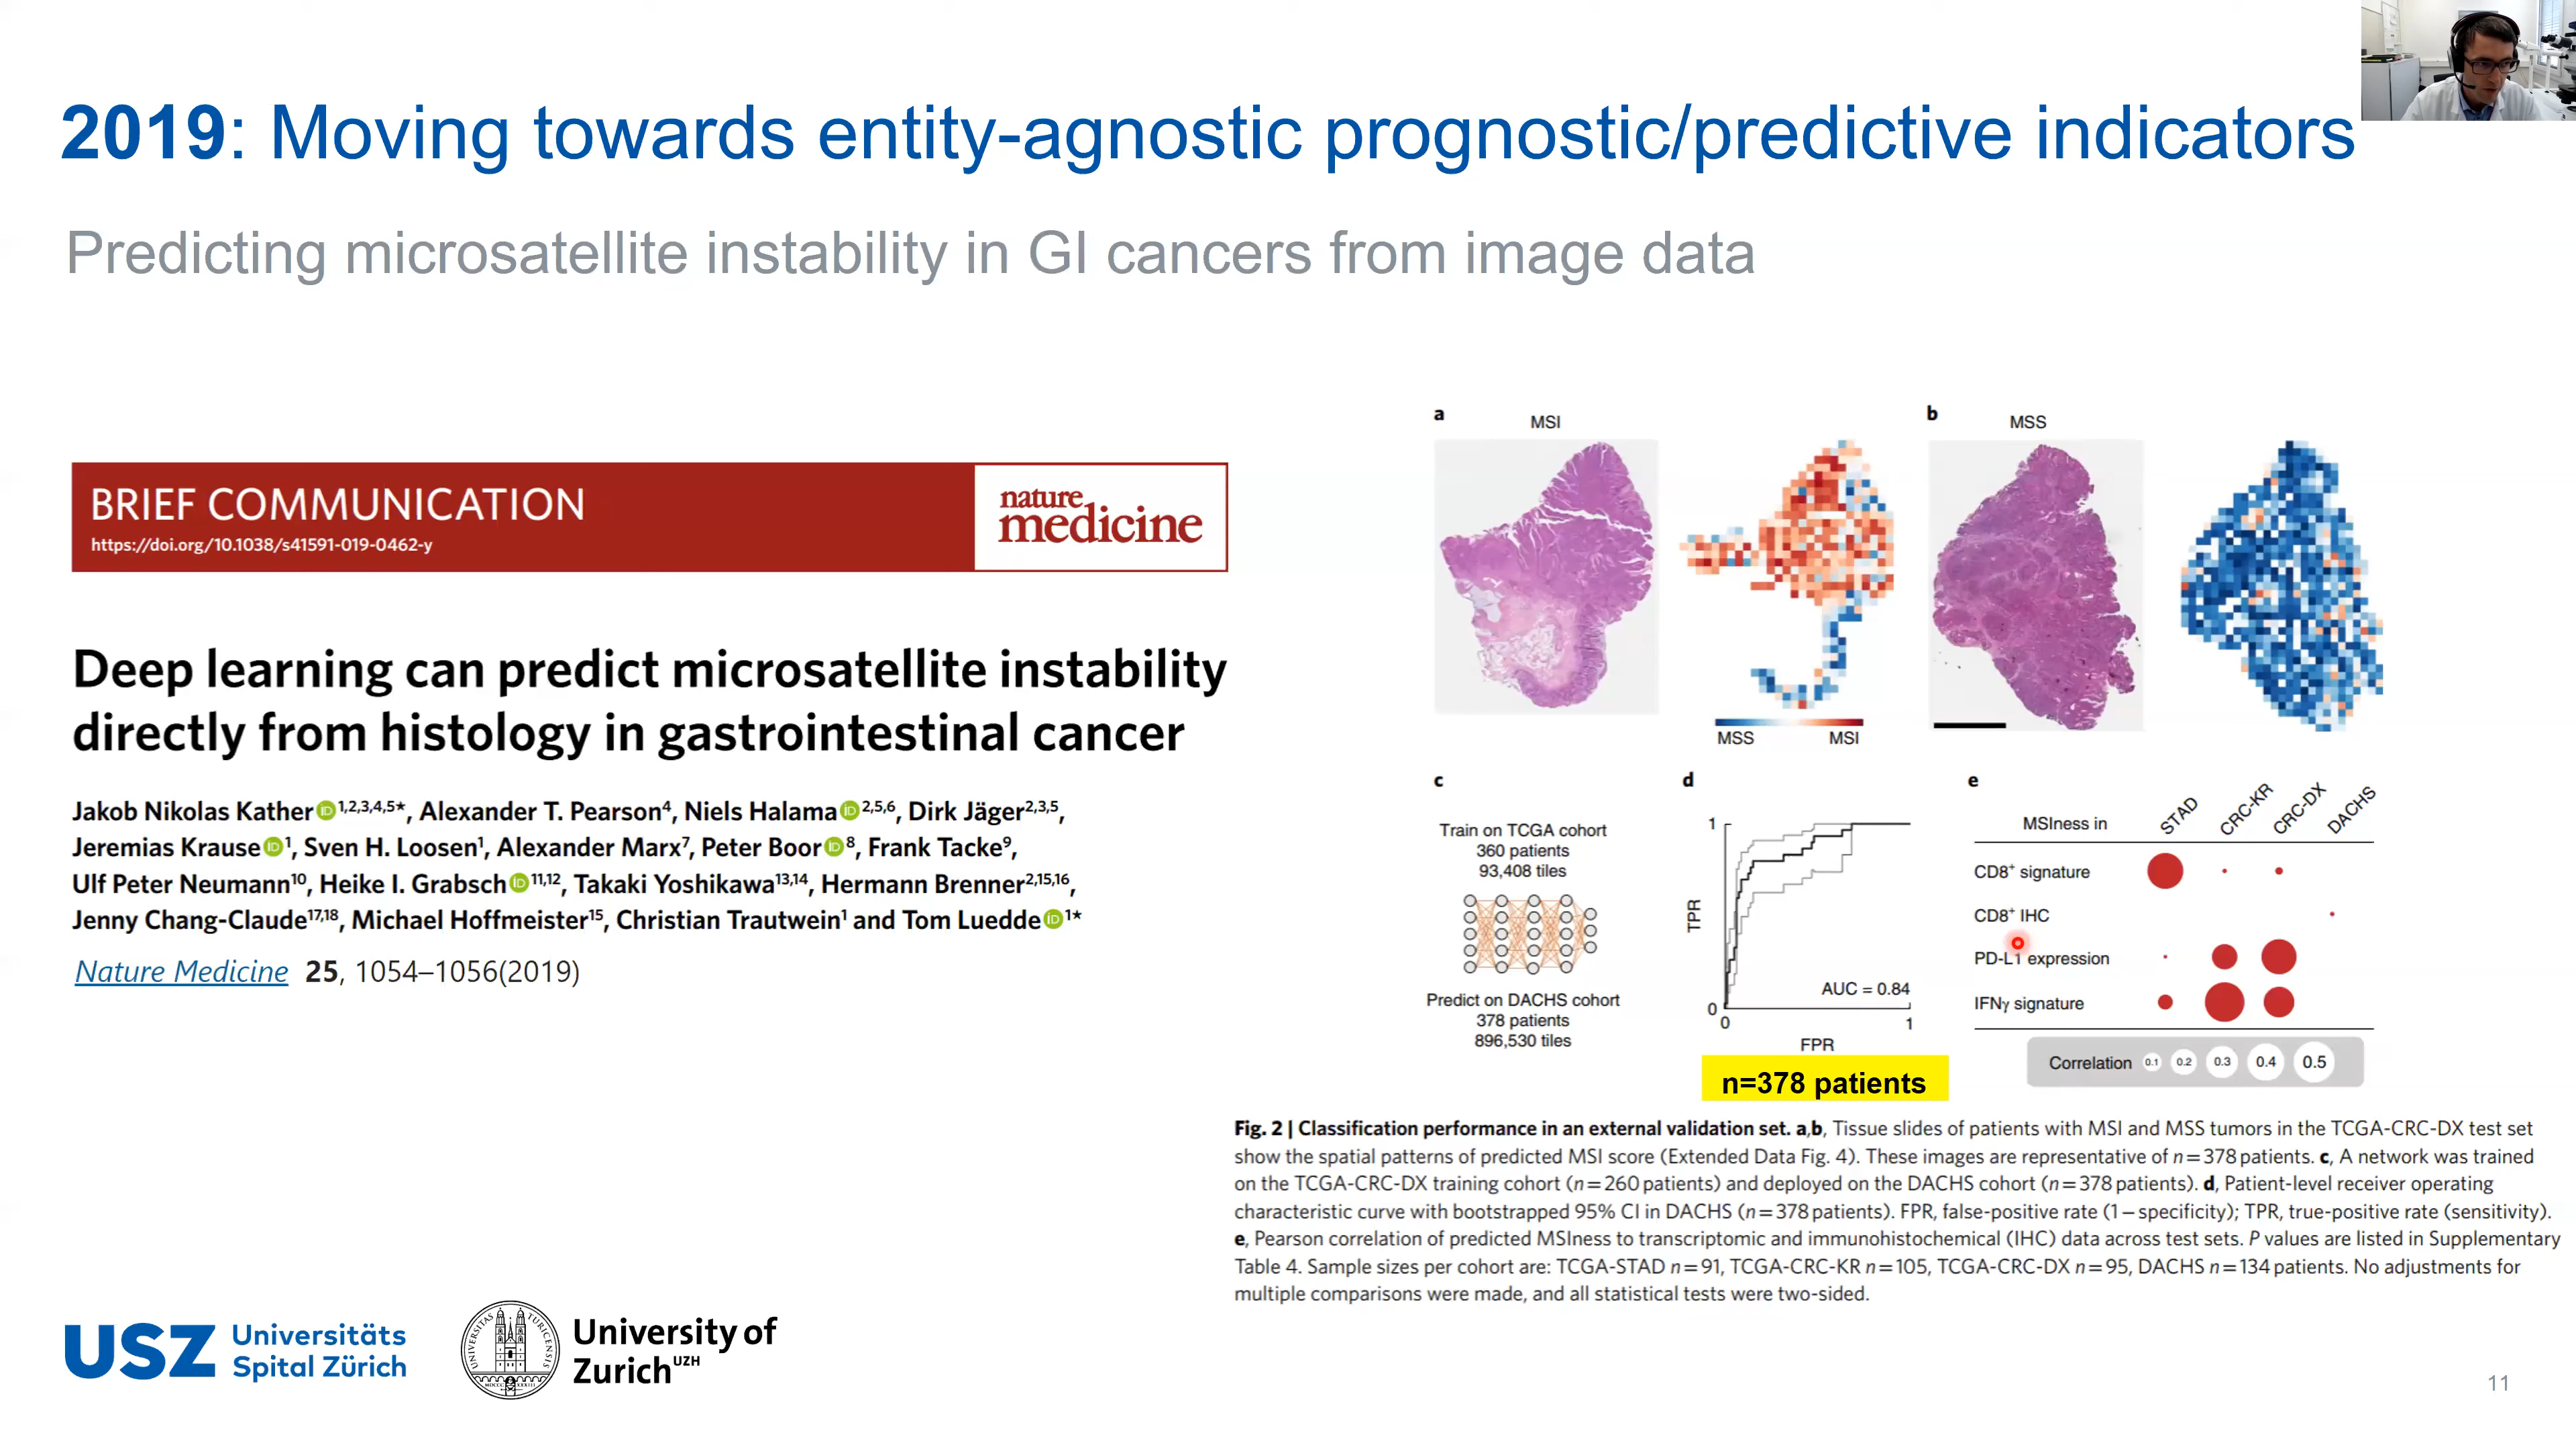 2019: Moving towards entity-agnostic prognostic/predictive indicators
Predicting microsatellite instability in GI cancers from image data
BRIEF COMMUNICATION
https://doi.org/10.1038/s41591-019-0462-y
nature
medicine
Deep learning can predict microsatellite instability
directly from histology in gastrointestinal cancer
Jakob Nikolas Kather iD 1,2,3,4,5*, Alexander T. Pearson4, Niels Halama iD 2,5,6, Dirk Jäger2,3,5,
Jeremias Krause iD 1, Sven H. Loosen1, Alexander Marx7, Peter Boor iD 8, Frank Tacke9,
Ulf Peter Neumann10, Heike I. Grabsch iD 11,12, Takaki Yoshikawa13,14, Hermann Brenner2,15,16,
Jenny Chang-Claude17,18, Michael Hoffmeister15, Christian Trautwein1 and Tom Luedde iD 1*
Nature Medicine 25, 1054–1056(2019)
a
MSI
MSS MSI
b
MSS
c
Train on TCGA cohort
360 patients
93,408 tiles
Predict on DACHS cohort
378 patients
896,530 tiles
d
1
TPR
AUC = 0.84
0
0 1
FPR
n=378 patients
e
MSIness in STAD CRC-KR CRC-DX DACHS
CD8+ signature
CD8+ IHC
PD-L1 expression
IFNγ signature
Correlation 0.1 0.2 0.3 0.4 0.5
Fig. 2 | Classification performance in an external validation set. a,b, Tissue slides of patients with MSI and MSS tumors in the TCGA-CRC-DX test set
show the spatial patterns of predicted MSI score (Extended Data Fig. 4). These images are representative of n = 378 patients. c, A network was trained
on the TCGA-CRC-DX training cohort (n = 260 patients) and deployed on the DACHS cohort (n = 378 patients). d, Patient-level receiver operating
characteristic curve with bootstrapped 95% CI in DACHS (n = 378 patients). FPR, false-positive rate (1 – specificity); TPR, true-positive rate (sensitivity).
e, Pearson correlation of predicted MSIness to transcriptomic and immunohistochemical (IHC) data across test sets. P values are listed in Supplementary
Table 4. Sample sizes per cohort are: TCGA-STAD n = 91, TCGA-CRC-KR n = 105, TCGA-CRC-DX n = 95, DACHS n = 134 patients. No adjustments for
multiple comparisons were made, and all statistical tests were two-sided.
USZ Universitäts
Spital Zürich
University of
Zurich UZH
11